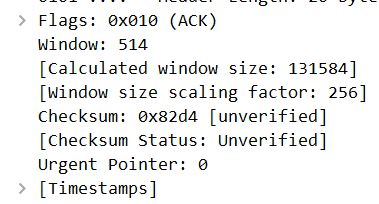 > Flags: 0x010 (ACK)
Window: 514
[Calculated window size: 131584]
[Window size scaling factor: 256]
Checksum: 0x82d4 [unverified]
[Checksum Status: Unverified]
Urgent Pointer: 0
> [Timestamps]